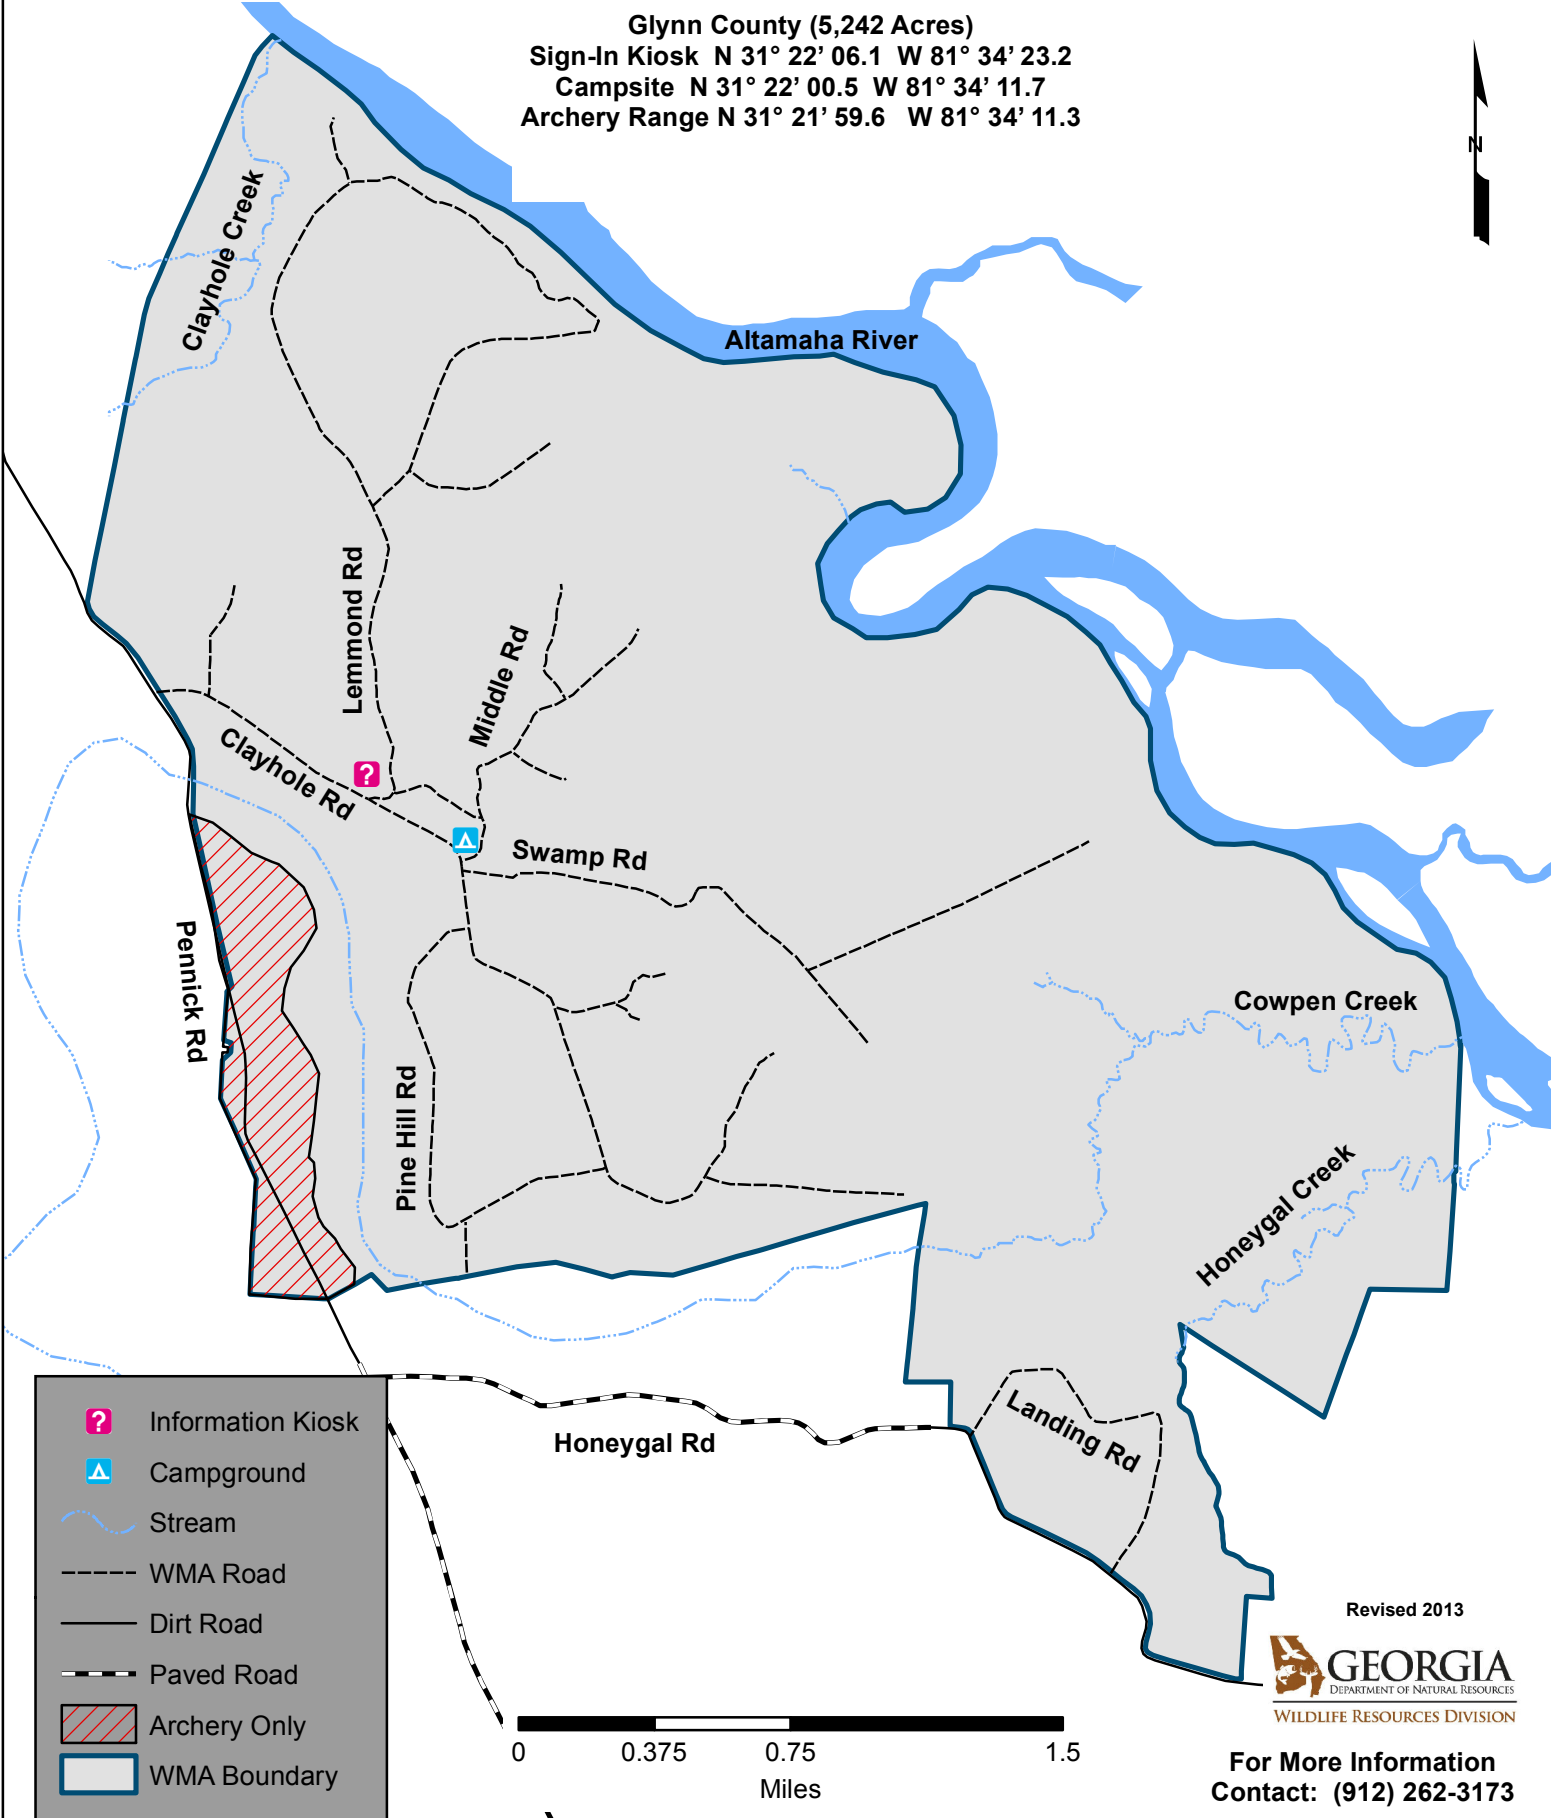 Glynn County (5,242 Acres)
Sign-In Kiosk N 31° 22’ 06.1 W 81° 34’ 23.2
Campsite N 31° 22’ 00.5 W 81° 34’ 11.7
Archery Range N 31° 21’ 59.6 W 81° 34’ 11.3
N
Clayhole Creek
Altamaha River
Lemmond Rd
Middle Rd
Clayhole Rd
?
Swamp Rd
Pennick Rd
Cowpen Creek
Pine Hill Rd
Honeygal Creek
Landing Rd
Honeygal Rd
? Information Kiosk
Campground
Stream
WMA Road
Dirt Road
Paved Road
Archery Only
WMA Boundary
0 0.375 0.75 1.5
Miles
Revised 2013
GEORGIA
DEPARTMENT OF NATURAL RESOURCES
WILDLIFE RESOURCES DIVISION
For More Information
Contact: (912) 262-3173